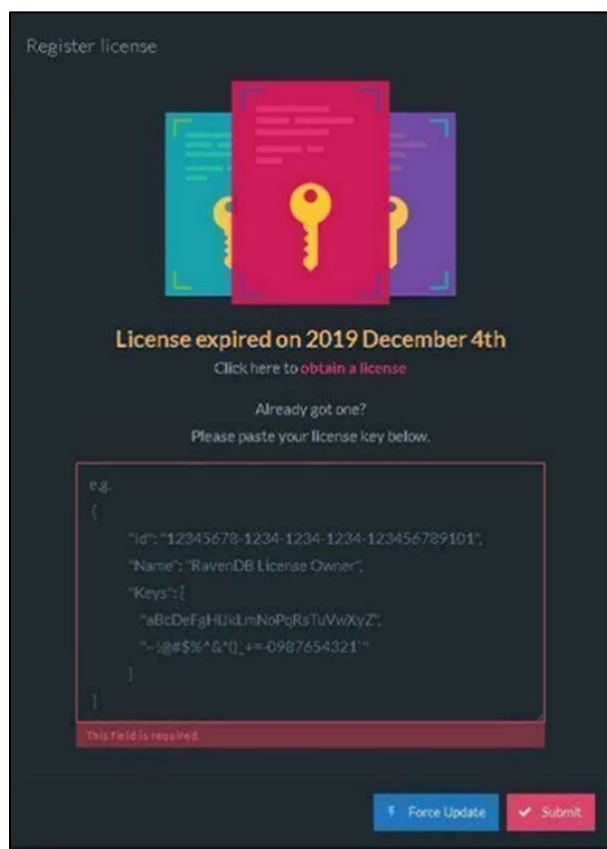 Register license
License expired on 2019 December 4th
Click here to obtain a license
Already got one?
Please paste your license key below.
e.g.
{
"Id": "12345678-1234-1234-1234-123456789101",
"Name": "RavenDB License Owner",
"Keys": [
"aBcDeFgHiJkLmNoPqRsTuVwXyZ",
"~!@#$%^&*()_+=-0987654321`"
]
}
This field is required.
Force Update
Submit